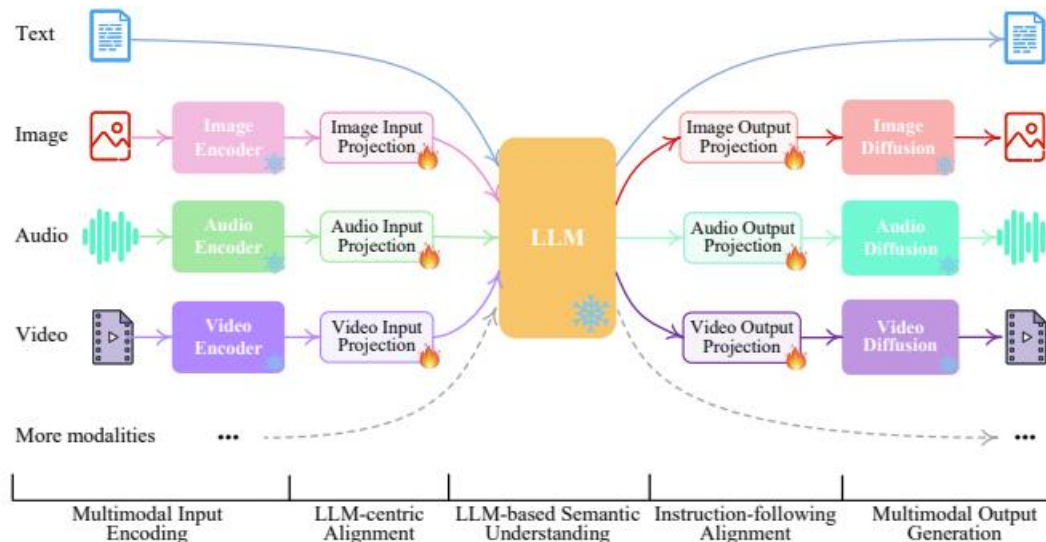 Text
Image
Image
Encoder
Image Input
Projection
Image Output
Projection
Image
Diffusion
Audio
Audio
Encoder
Audio Input
Projection
LLM
Audio Output
Projection
Audio
Diffusion
Video
Video
Encoder
Video Input
Projection
Video Output
Projection
Video
Diffusion
More modalities ...
...
Multimodal Input
Encoding
LLM-centric
Alignment
LLM-based Semantic
Understanding
Instruction-following
Alignment
Multimodal Output
Generation